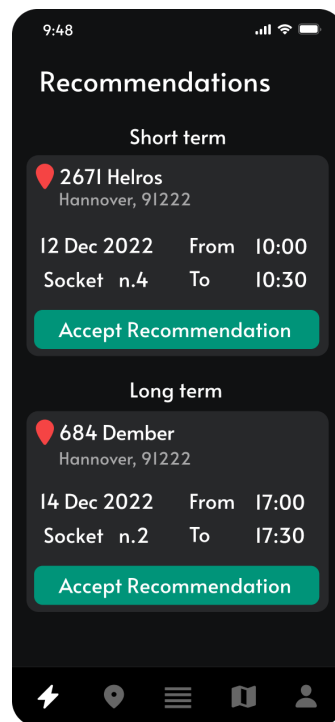 9:48
Recommendations
Short term
2671 Helros
Hannover, 91222
12 Dec 2022 From 10:00
Socket n.4 To 10:30
Accept Recommendation
Long term
684 Dember
Hannover, 91222
14 Dec 2022 From 17:00
Socket n.2 To 17:30
Accept Recommendation